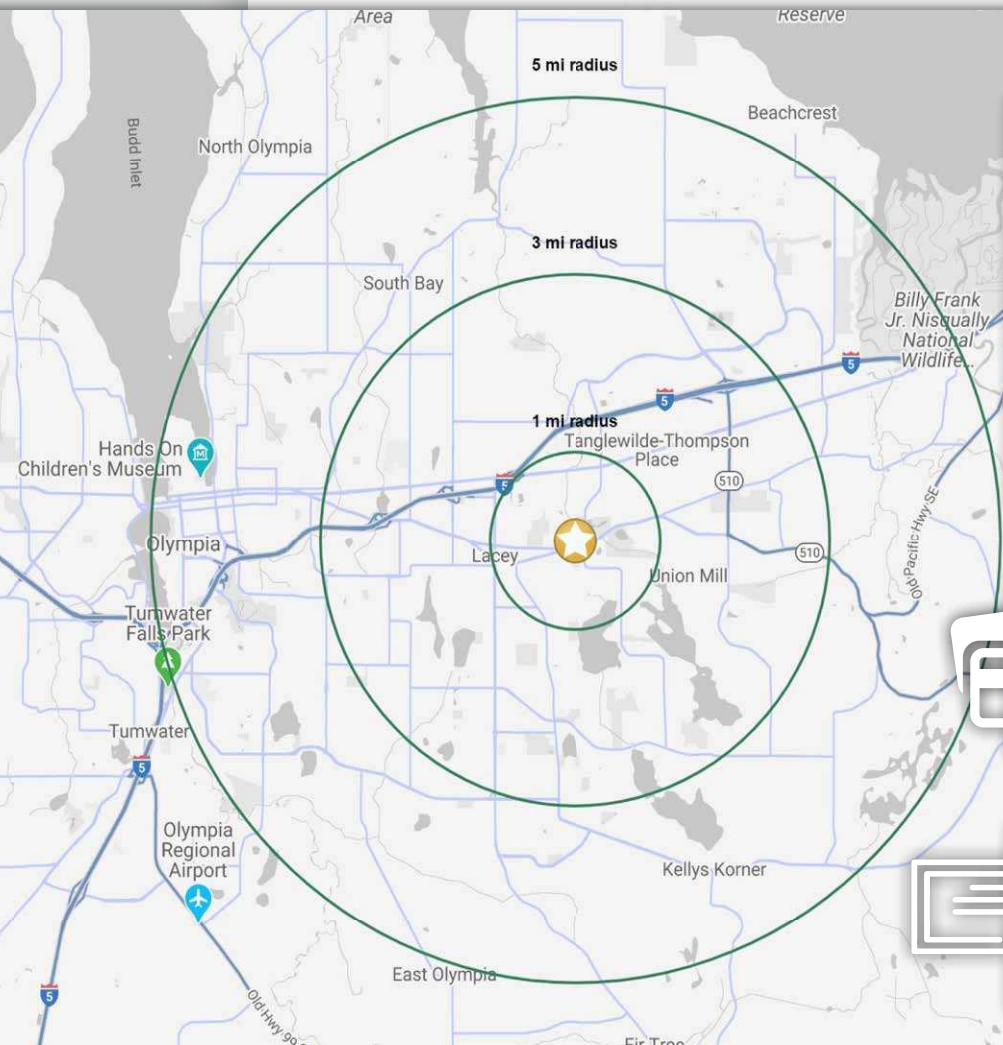 Area
Reserve
5 mi radius
Beachcrest
Budd Inlet
North Olympia
3 mi radius
South Bay
Billy Frank
Jr. Nisqually
National
Wildlife...
5
5
1 mi radius
Tanglewilde-Thompson
Place
Hands On
Children's Museum
M
5
510
Old Pacific Hwy SE
Olympia
Lacey
510
Union Mill
Tumwater
Falls Park
Tumwater
5
Olympia
Regional
Airport
Kellys Korner
East Olympia
5
Old Hwy 99
Fir Tree